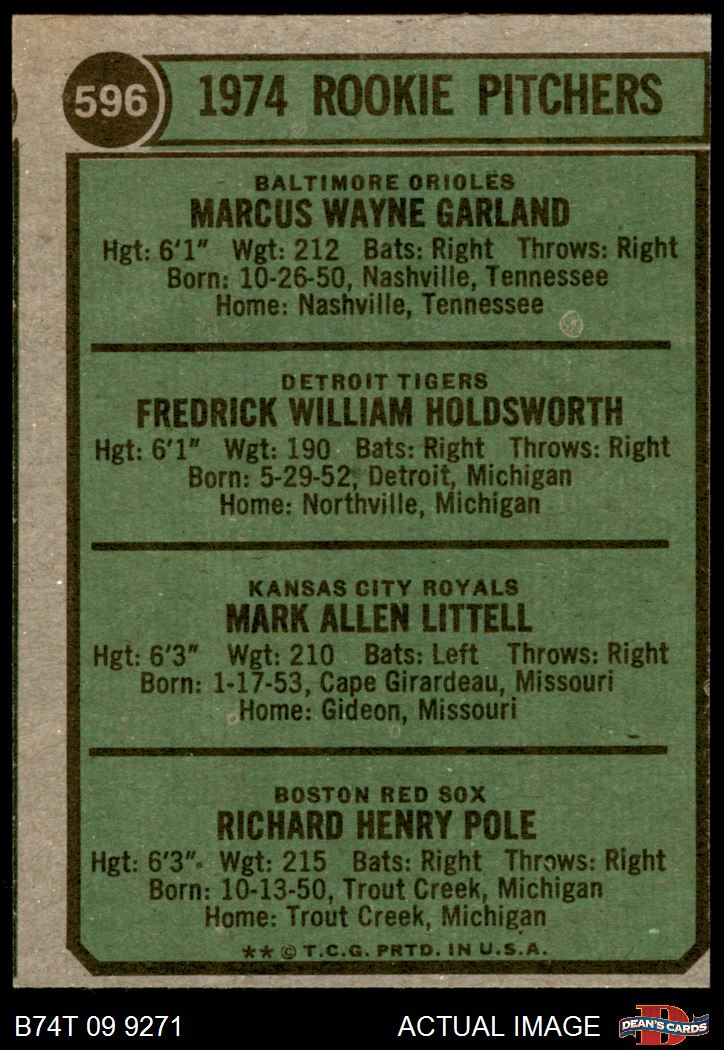 596
1974 ROOKIE PITCHERS
BALTIMORE ORIOLES
MARCUS WAYNE GARLAND
Hgt: 6'1" Wgt: 212 Bats: Right Throws: Right
Born: 10-26-50, Nashville, Tennessee
Home: Nashville, Tennessee
DETROIT TIGERS
FREDRICK WILLIAM HOLDSWORTH
Hgt: 6'1" Wgt: 190 Bats: Right Throws: Right
Born: 5-29-52, Detroit, Michigan
Home: Northville, Michigan
KANSAS CITY ROYALS
MARK ALLEN LITTELL
Hgt: 6'3" Wgt: 210 Bats: Left Throws: Right
Born: 1-17-53, Cape Girardeau, Missouri
Home: Gideon, Missouri
BOSTON RED SOX
RICHARD HENRY POLE
Hgt: 6'3" Wgt: 215 Bats: Right Throws: Right
Born: 10-13-50, Trout Creek, Michigan
Home: Trout Creek, Michigan
** © T.C.G. PRTD. IN U.S.A.
B74T 09 9271
ACTUAL IMAGE
D
DEAN'S CARDS